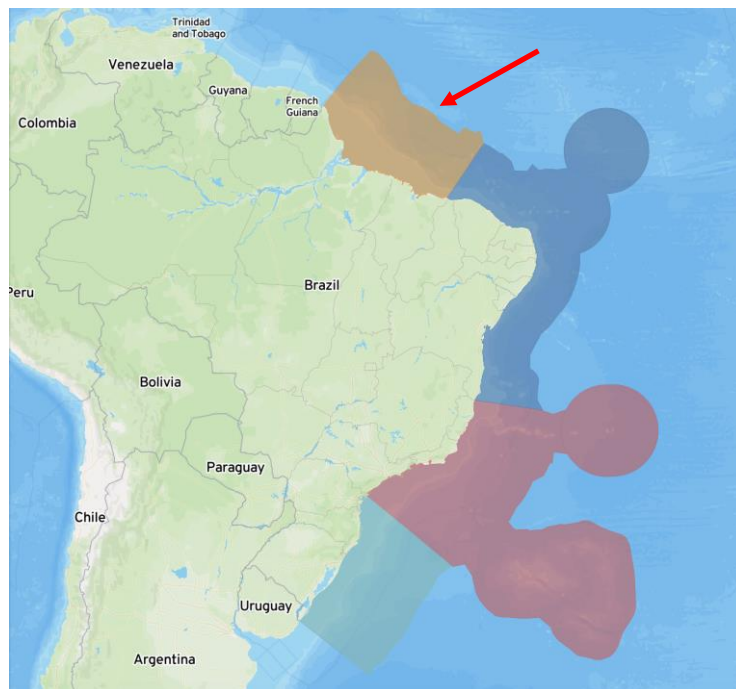 Trinidad
and Tobago
Venezuela
Guyana
French
Guiana
Colombia
Brazil
Peru
Bolivia
Paraguay
Chile
Uruguay
Argentina